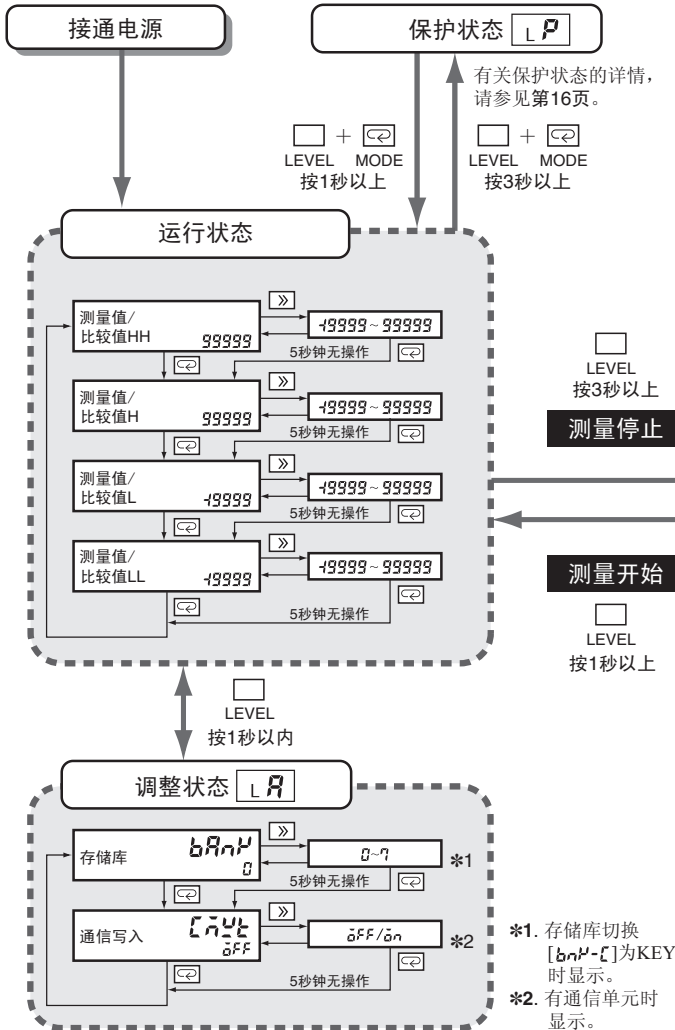 接通电源
保护状态 L P
有关保护状态的详情，
请参见第16页。
+
LEVEL MODE
按1秒以上
+
LEVEL MODE
按3秒以上
运行状态
测量值/
比较值HH 99999
-19999~99999
5秒钟无操作
测量值/
比较值H 99999
-19999~99999
5秒钟无操作
测量值/
比较值L -19999
-19999~99999
5秒钟无操作
测量值/
比较值LL -19999
-19999~99999
5秒钟无操作
LEVEL
按3秒以上
测量停止
测量开始
LEVEL
按1秒以上
LEVEL
按1秒以内
调整状态 L A
存储库 bAnK
0
0~7
*1
5秒钟无操作
通信写入 CMWt
oFF
oFF/on
*2
5秒钟无操作
*1. 存储库切换
[bnK-C]为KEY
时显示。
*2. 有通信单元时
显示。